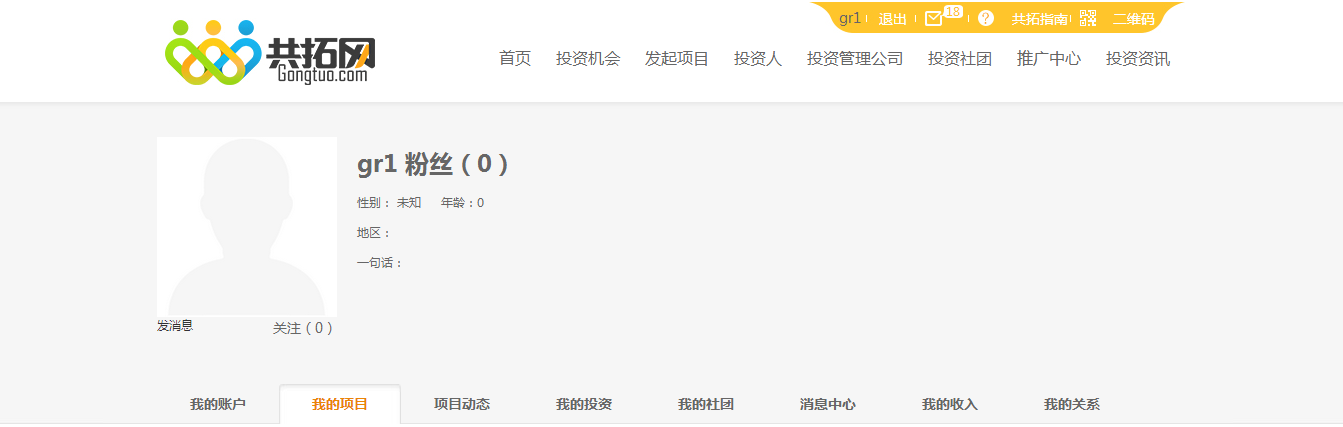 gr1 退出 18 共拓指南 二维码
共拓网
Gongtuo.com
首页 投资机会 发起项目 投资人 投资管理公司 投资社团 推广中心 投资资讯
gr1 粉丝（0）
性别： 未知 年龄：0
地区：
一句话：
发消息 关注（0）
我的账户 我的项目 项目动态 我的投资 我的社团 消息中心 我的收入 我的关系